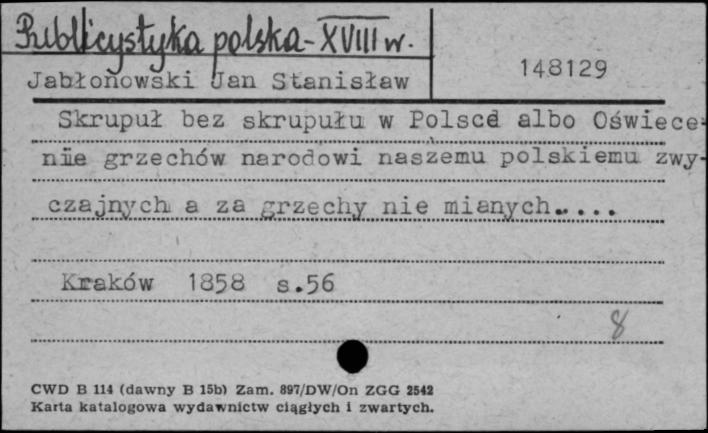 Publicystyka polska - XVIII w.
Jabłonowski Jan Stanisław
148129
Skrupuł bez skrupułu w Polsce albo Oświece-
nie grzechów narodowi naszemu polskiemu zwy-
czajnych a za grzechy nie mianych.....
Kraków 1858 s.56
8
CWD B 114 (dawny B 15b) Zam. 897/DW/On ZGG 2542
Karta katalogowa wydawnictw ciągłych i zwartych.